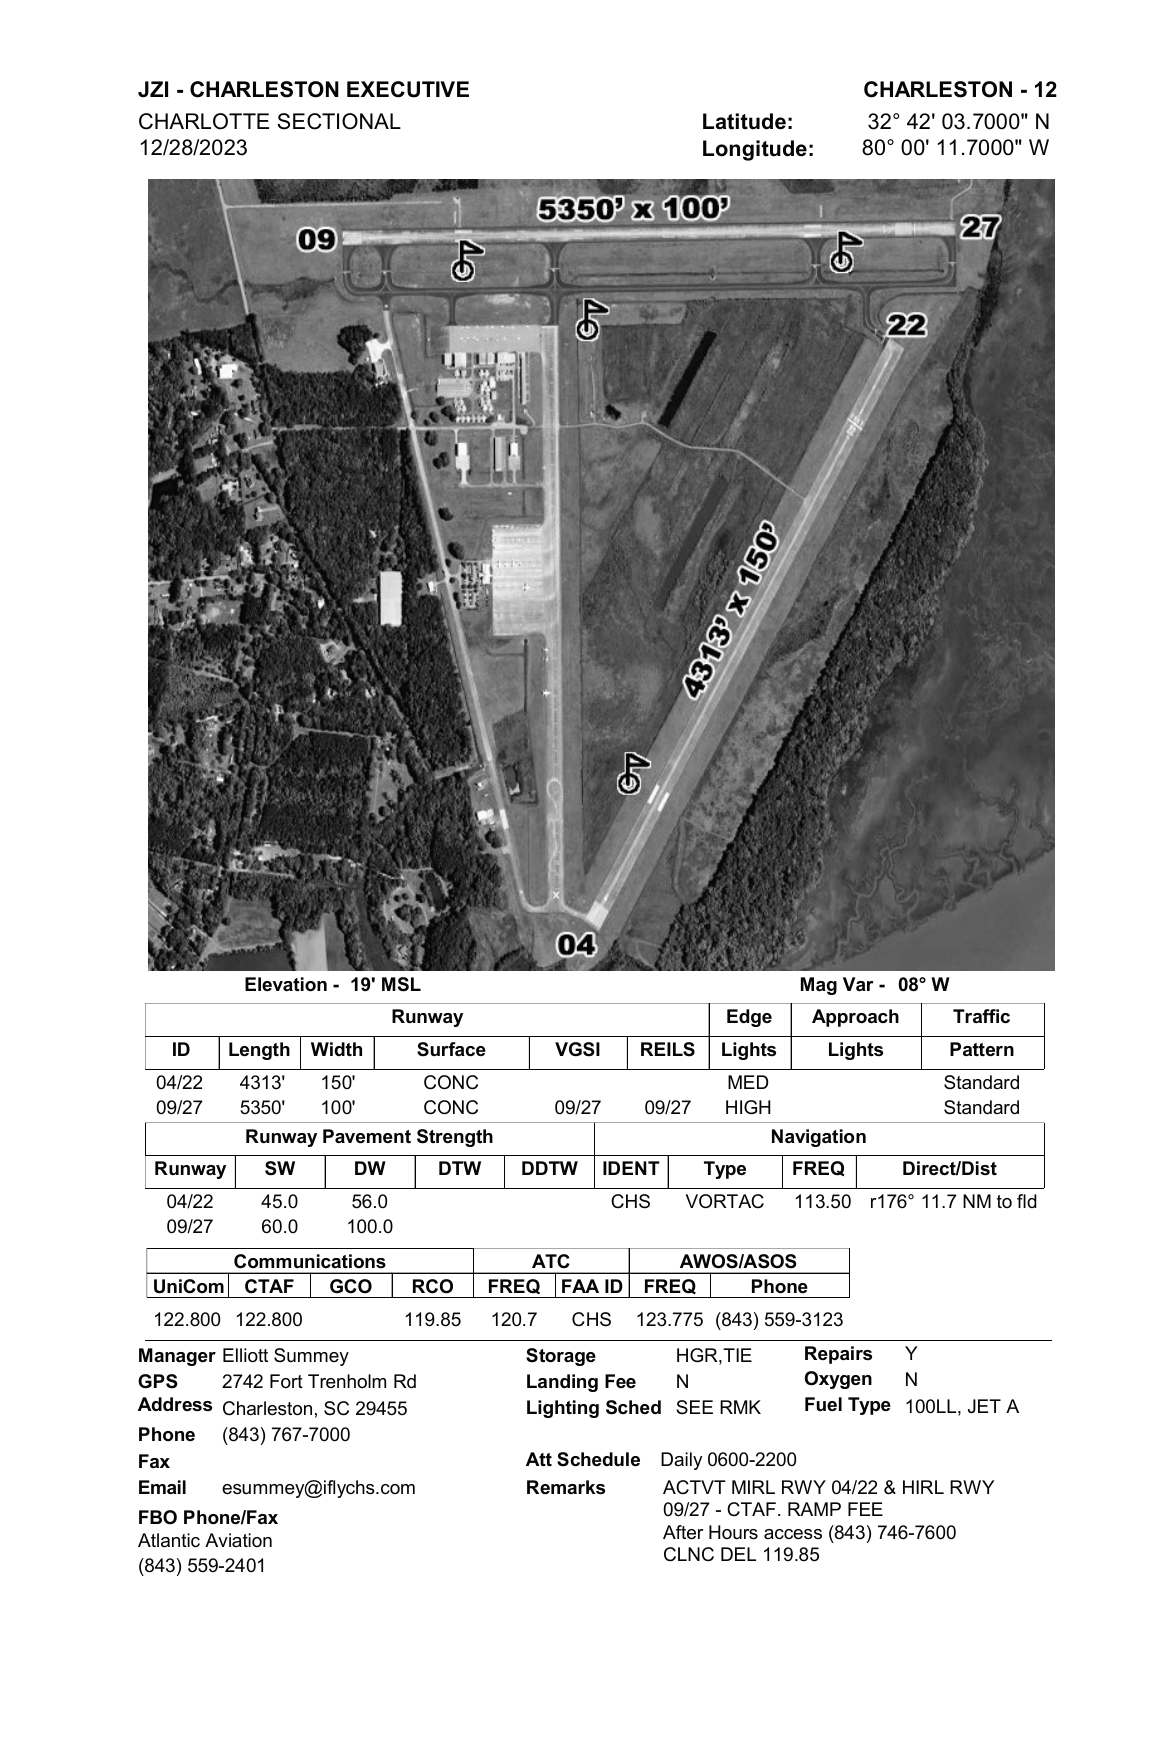 JZI - CHARLESTON EXECUTIVE CHARLESTON - 12
CHARLOTTE SECTIONAL Latitude: 32° 42' 03.7000" N
12/28/2023 Longitude: 80° 00' 11.7000" W
5350’ x 100’
09 27
22
4313’ x 150’
04
Elevation - 19' MSL Mag Var - 08° W
Runway Edge Approach Traffic
ID Length Width Surface VGSI REILS Lights Lights Pattern
04/22 4313' 150' CONC MED Standard
09/27 5350' 100' CONC 09/27 09/27 HIGH Standard
Runway Pavement Strength Navigation
Runway SW DW DTW DDTW IDENT Type FREQ Direct/Dist
04/22 45.0 56.0 CHS VORTAC 113.50 r176° 11.7 NM to fld
09/27 60.0 100.0
Communications ATC AWOS/ASOS
UniCom CTAF GCO RCO FREQ FAA ID FREQ Phone
122.800 122.800 119.85 120.7 CHS 123.775 (843) 559-3123
Manager Elliott Summey Storage HGR,TIE Repairs Y
GPS 2742 Fort Trenholm Rd Landing Fee N Oxygen N
Address Charleston, SC 29455 Lighting Sched SEE RMK Fuel Type 100LL, JET A
Phone (843) 767-7000
Fax Att Schedule Daily 0600-2200
Email esummey@iflychs.com Remarks ACTVT MIRL RWY 04/22 & HIRL RWY
09/27 - CTAF. RAMP FEE
FBO Phone/Fax
After Hours access (843) 746-7600
Atlantic Aviation
CLNC DEL 119.85
(843) 559-2401